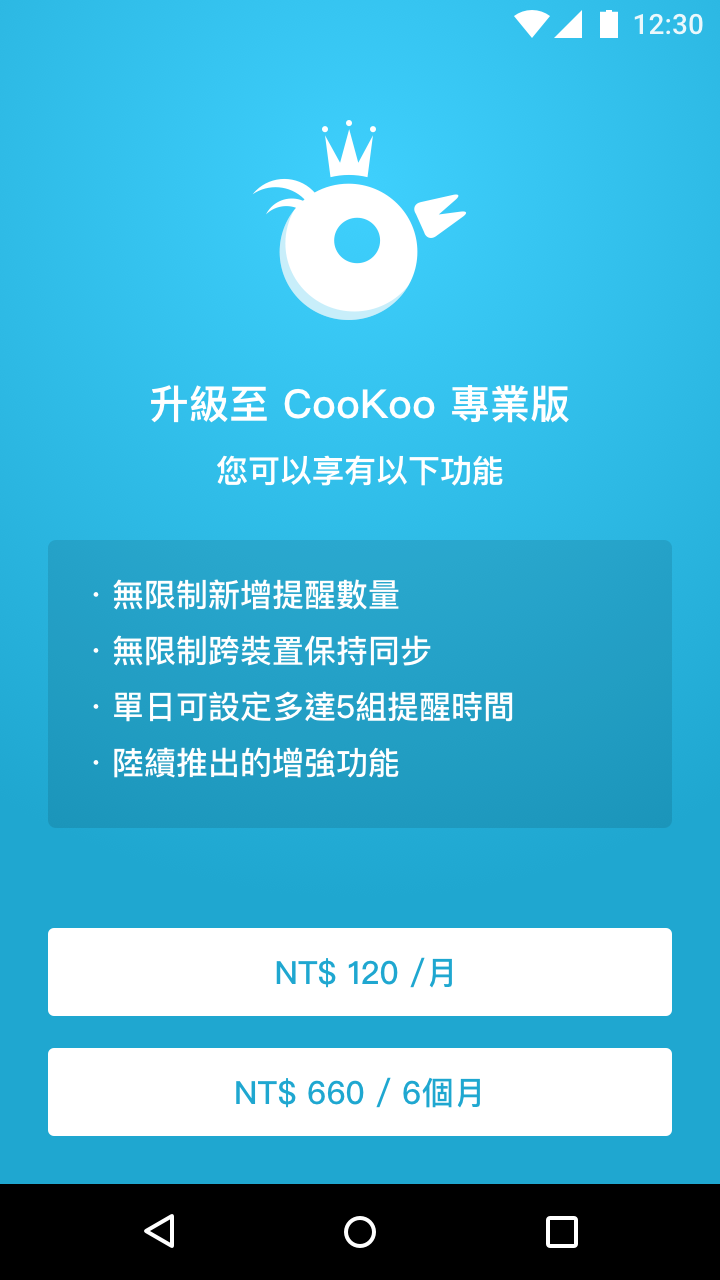 12:30
升級至 CooKoo 專業版
您可以享有以下功能
· 無限制新增提醒數量
· 無限制跨裝置保持同步
· 單日可設定多達5組提醒時間
· 陸續推出的增強功能
NT$ 120 /月
NT$ 660 / 6個月